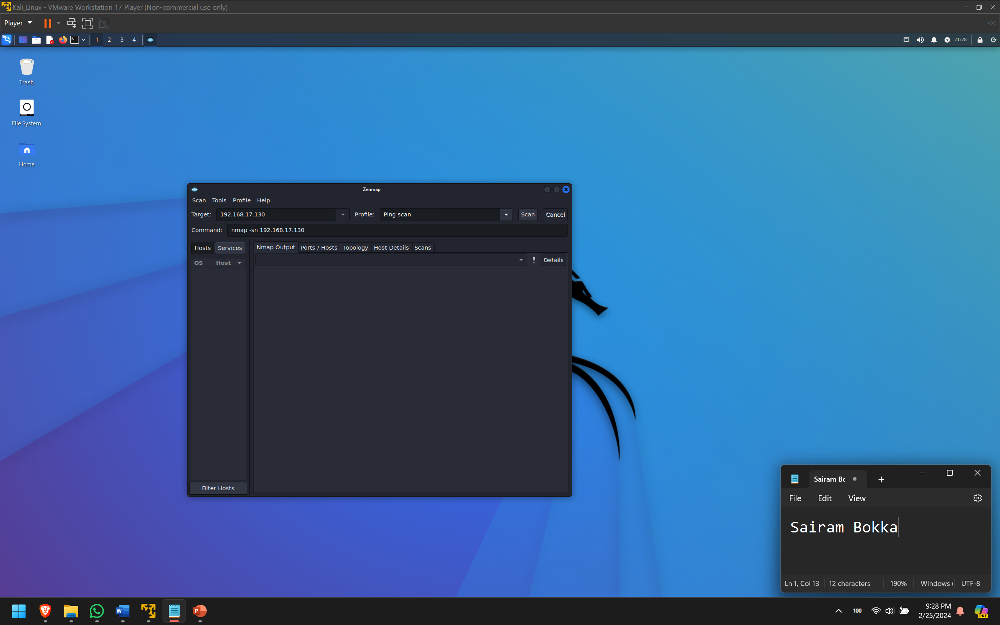 Kali_Linux - VMware Workstation 17 Player (Non-commercial use only)
Player
1 2 3 4
21:28
Trash
File System
Home
Zenmap
Scan Tools Profile Help
Target: 192.168.17.130 Profile: Ping scan Scan Cancel
Command: nmap -sn 192.168.17.130
Hosts Services Nmap Output Ports / Hosts Topology Host Details Scans
Details
OS Host
Filter Hosts
Sairam Bc
File Edit View
Sairam Bokka
Ln 1, Col 13 12 characters 190% Windows ( UTF-8
100
9:28 PM
2/25/2024
PRE